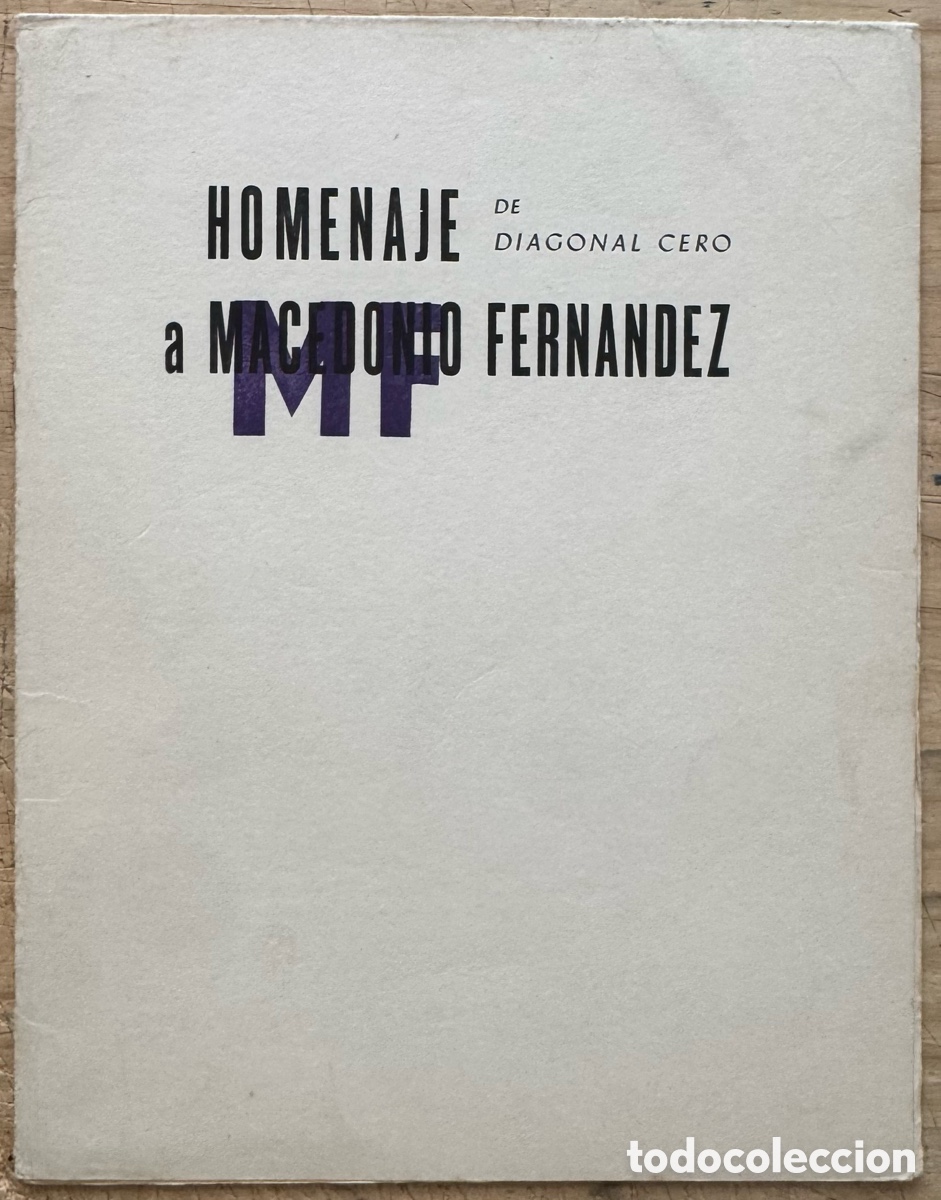 HOMENAJE DE
DIAGONAL CERO
a MACEDONIO FERNANDEZ
MF
todocoleccion